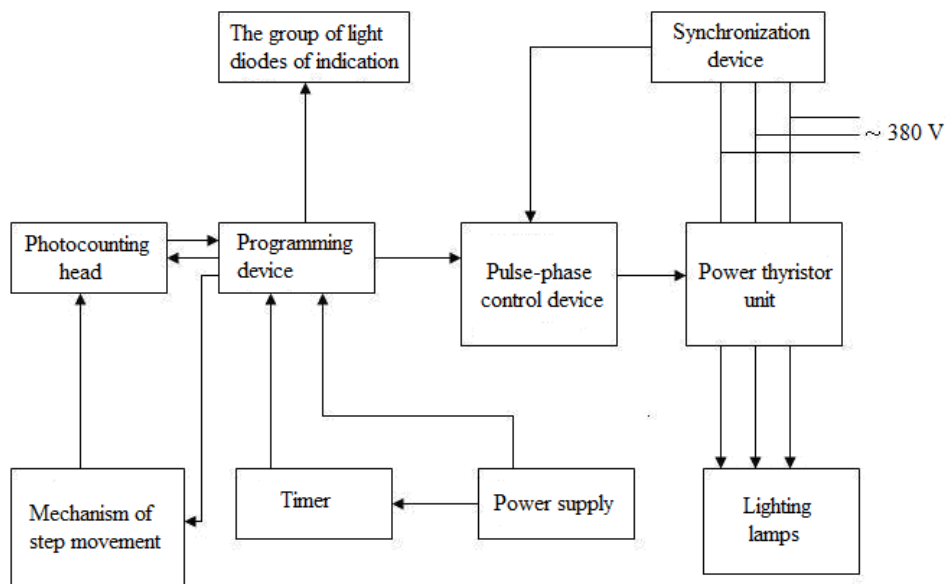 The group of light
diodes of indication
Synchronization
device
~ 380 V
Photocounting
head
Programming
device
Pulse-phase
control device
Power thyristor
unit
Mechanism of
step movement
Timer
Power supply
Lighting
lamps